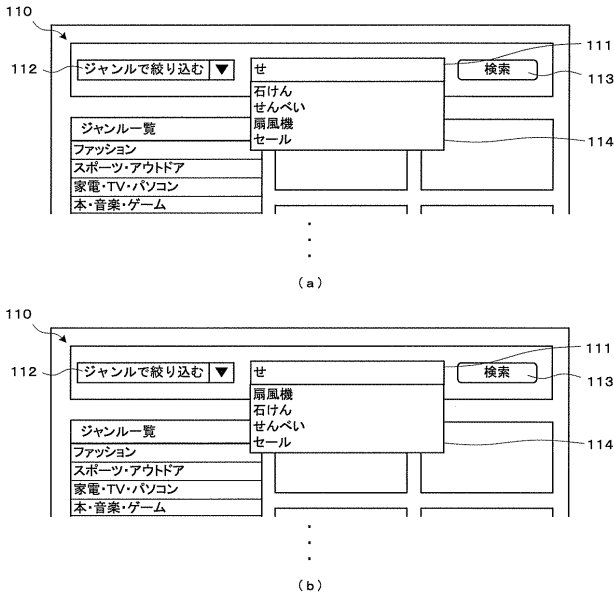 110
111
112
ジャンルで絞り込む ▼
せ
検索
113
石けん
せんべい
扇風機
セール
114
ジャンル一覧
ファッション
スポーツ・アウトドア
家電・TV・パソコン
本・音楽・ゲーム
(a)
110
111
112
ジャンルで絞り込む ▼
せ
検索
113
扇風機
石けん
せんべい
セール
114
ジャンル一覧
ファッション
スポーツ・アウトドア
家電・TV・パソコン
本・音楽・ゲーム
(b)